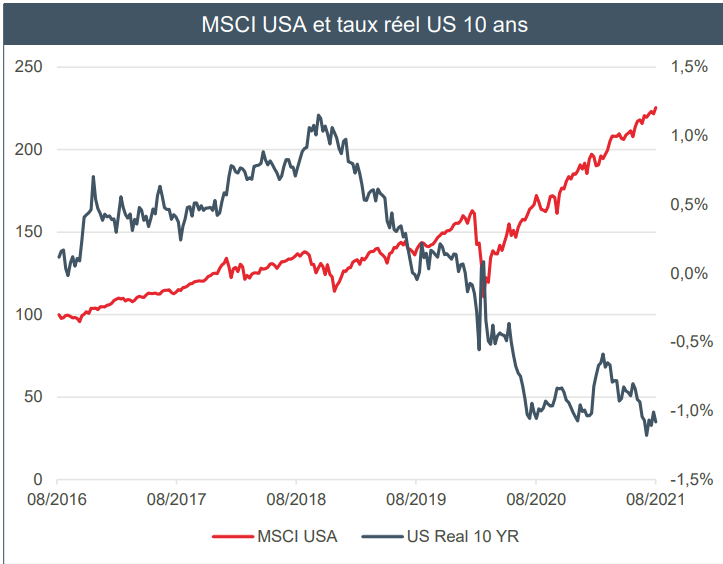 MSCI USA et taux réel US 10 ans
250 1,5%
200 1,0%
150 0,5%
0,0%
100 -0,5%
50 -1,0%
0 -1,5%
08/2016 08/2017 08/2018 08/2019 08/2020 08/2021
MSCI USA US Real 10 YR